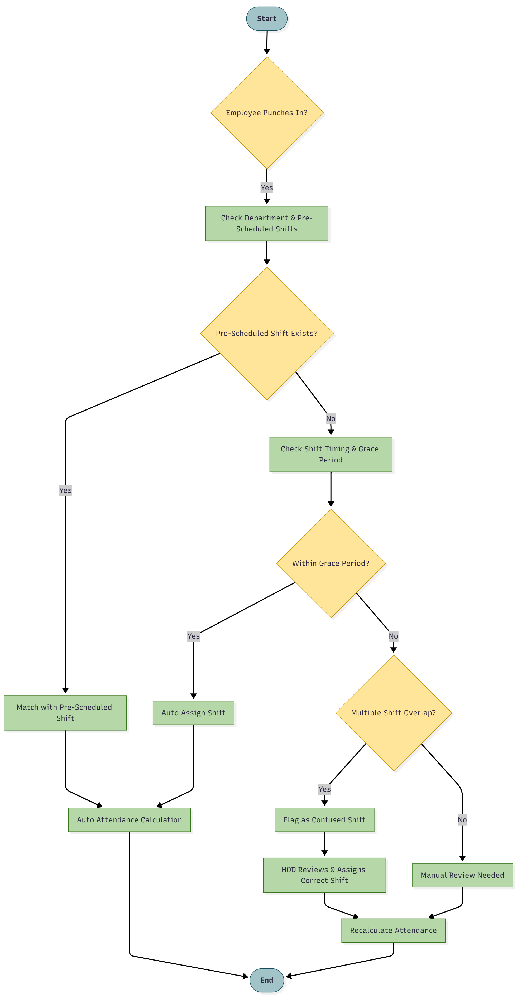 Start
Employee Punches In?
Yes
Check Department & Pre-
Scheduled Shifts
Pre-Scheduled Shift Exists?
No
Check Shift Timing & Grace
Period
Yes
Within Grace Period?
Yes
No
Match with Pre-Scheduled
Shift
Auto Assign Shift
Multiple Shift Overlap?
Yes
Auto Attendance Calculation
Flag as Confused Shift
No
HOD Reviews & Assigns
Correct Shift
Manual Review Needed
Recalculate Attendance
End